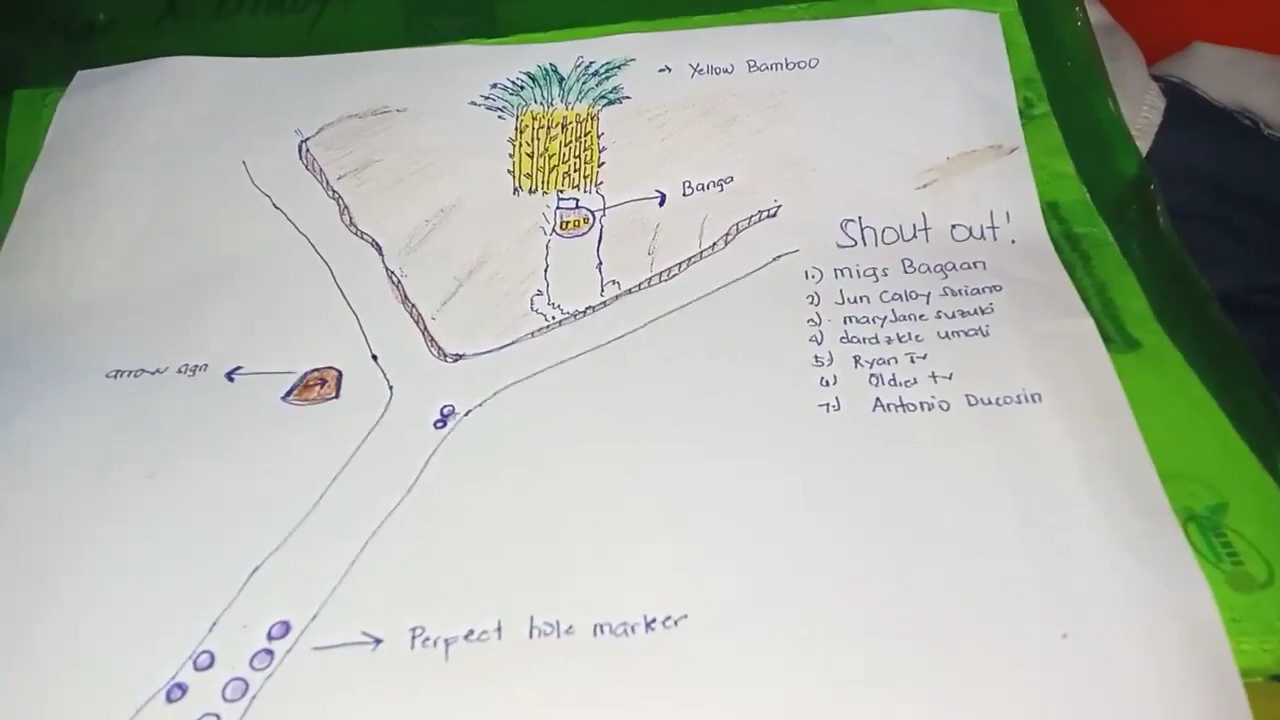 → Yellow Bamboo
Banga
Shout out!
1.) migs Bagaan
2) Jun Caloy Soriano
3). maryJane suzuki
4) dardzkie umali
5) Ryan Tv
6) Oldies tv
7.) Antonio Ducosin
arrow sign
Perpect hole marker